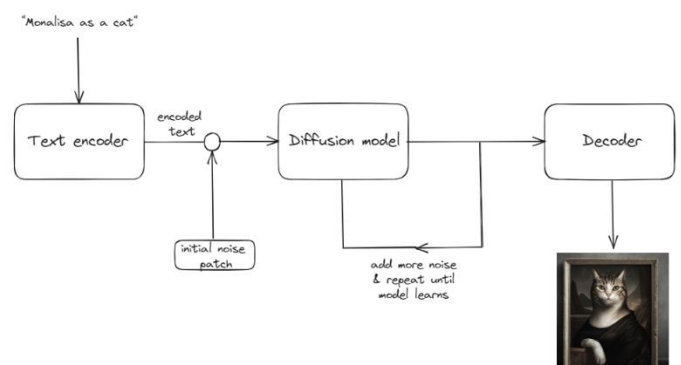 "Monalisa as a cat"
Text encoder
encoded
text
initial noise
patch
Diffusion model
add more noise
& repeat until
model learns
Decoder